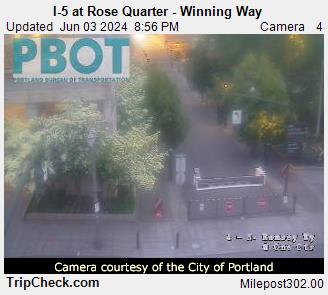 I-5 at Rose Quarter - Winning Way
Updated Jun 03 2024 8:56 PM Camera 4
PBOT
PORTLAND BUREAU OF TRANSPORTATION
Camera courtesy of the City of Portland
TripCheck.com Milepost302.00